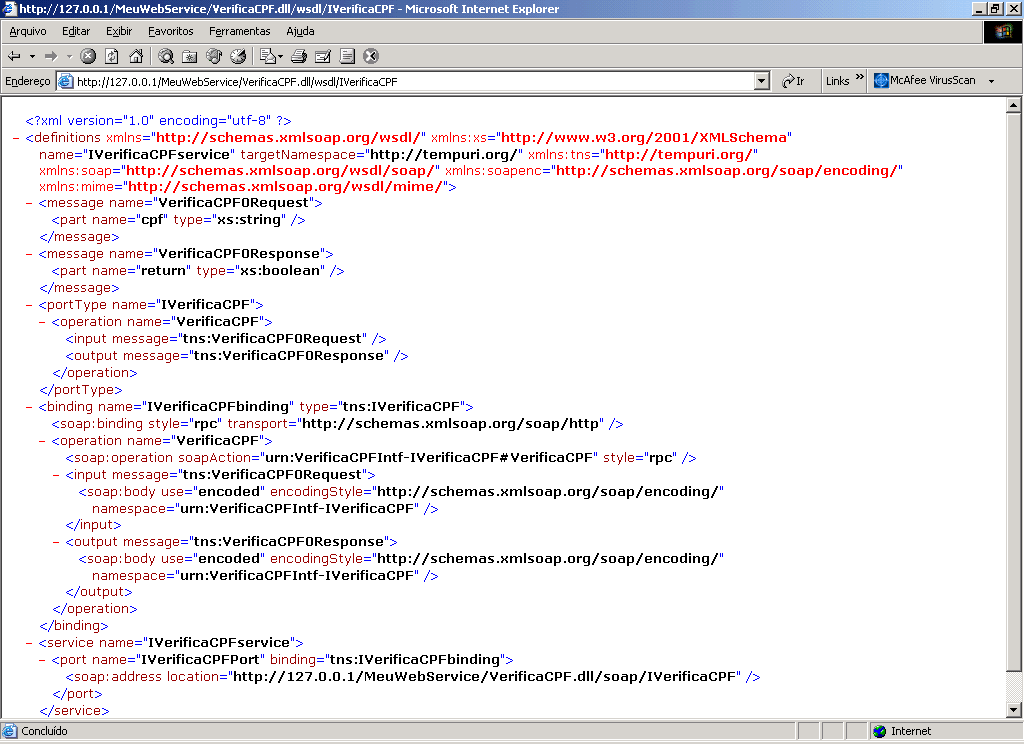 http://127.0.0.1/MeuWebService/VerificaCPF.dll/wsdl/IVerificaCPF - Microsoft Internet Explorer
Arquivo Editar Exibir Favoritos Ferramentas Ajuda
Endereço http://127.0.0.1/MeuWebService/VerificaCPF.dll/wsdl/IVerificaCPF Ir Links » McAfee VirusScan
<?xml version="1.0" encoding="utf-8" ?>
- <definitions xmlns="http://schemas.xmlsoap.org/wsdl/" xmlns:xs="http://www.w3.org/2001/XMLSchema"
name="IVerificaCPFservice" targetNamespace="http://tempuri.org/" xmlns:tns="http://tempuri.org/"
xmlns:soap="http://schemas.xmlsoap.org/wsdl/soap/" xmlns:soapenc="http://schemas.xmlsoap.org/soap/encoding/"
xmlns:mime="http://schemas.xmlsoap.org/wsdl/mime/">
- <message name="VerificaCPF0Request">
<part name="cpf" type="xs:string" />
</message>
- <message name="VerificaCPF0Response">
<part name="return" type="xs:boolean" />
</message>
- <portType name="IVerificaCPF">
- <operation name="VerificaCPF">
<input message="tns:VerificaCPF0Request" />
<output message="tns:VerificaCPF0Response" />
</operation>
</portType>
- <binding name="IVerificaCPFbinding" type="tns:IVerificaCPF">
<soap:binding style="rpc" transport="http://schemas.xmlsoap.org/soap/http" />
- <operation name="VerificaCPF">
<soap:operation soapAction="urn:VerificaCPFIntf-IVerificaCPF#VerificaCPF" style="rpc" />
- <input message="tns:VerificaCPF0Request">
<soap:body use="encoded" encodingStyle="http://schemas.xmlsoap.org/soap/encoding/"
namespace="urn:VerificaCPFIntf-IVerificaCPF" />
</input>
- <output message="tns:VerificaCPF0Response">
<soap:body use="encoded" encodingStyle="http://schemas.xmlsoap.org/soap/encoding/"
namespace="urn:VerificaCPFIntf-IVerificaCPF" />
</output>
</operation>
</binding>
- <service name="IVerificaCPFservice">
- <port name="IVerificaCPFPort" binding="tns:IVerificaCPFbinding">
<soap:address location="http://127.0.0.1/MeuWebService/VerificaCPF.dll/soap/IVerificaCPF" />
</port>
</service>
Concluído Internet